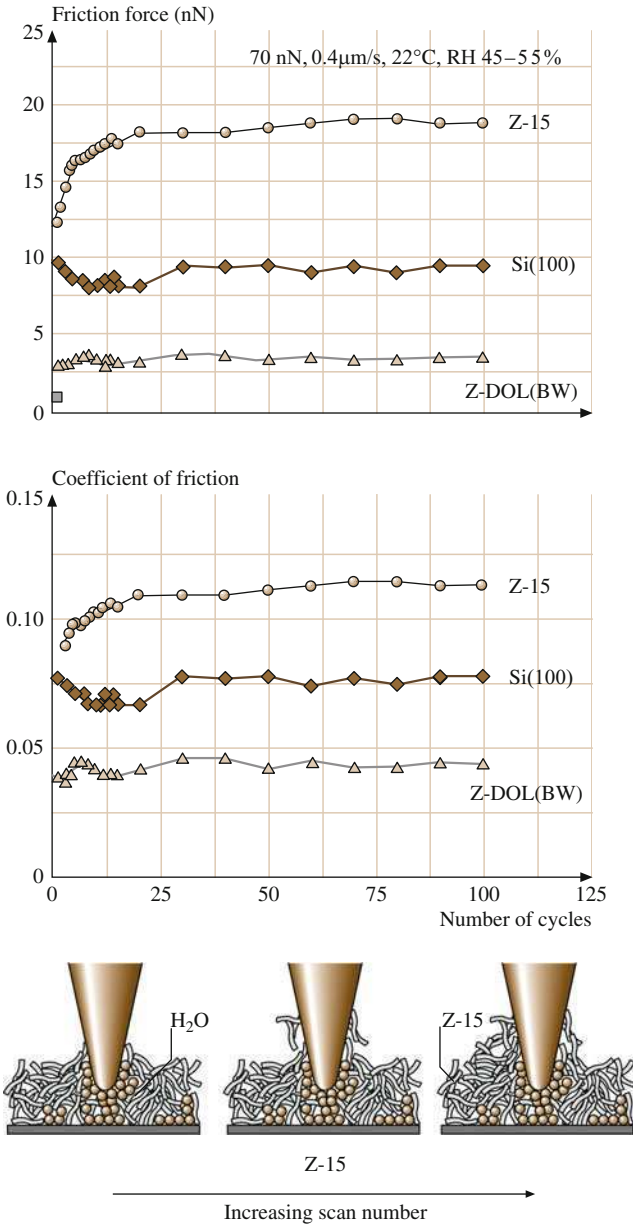 Friction force (nN)
25
70 nN, 0.4µm/s, 22°C, RH 45–55%
20
Z-15
15
10
Si(100)
5
Z-DOL(BW)
0
Coefficient of friction
0.15
Z-15
0.10
Si(100)
0.05
Z-DOL(BW)
0
0 25 50 75 100 125
Number of cycles
H₂O
Z-15
Z-15
Increasing scan number